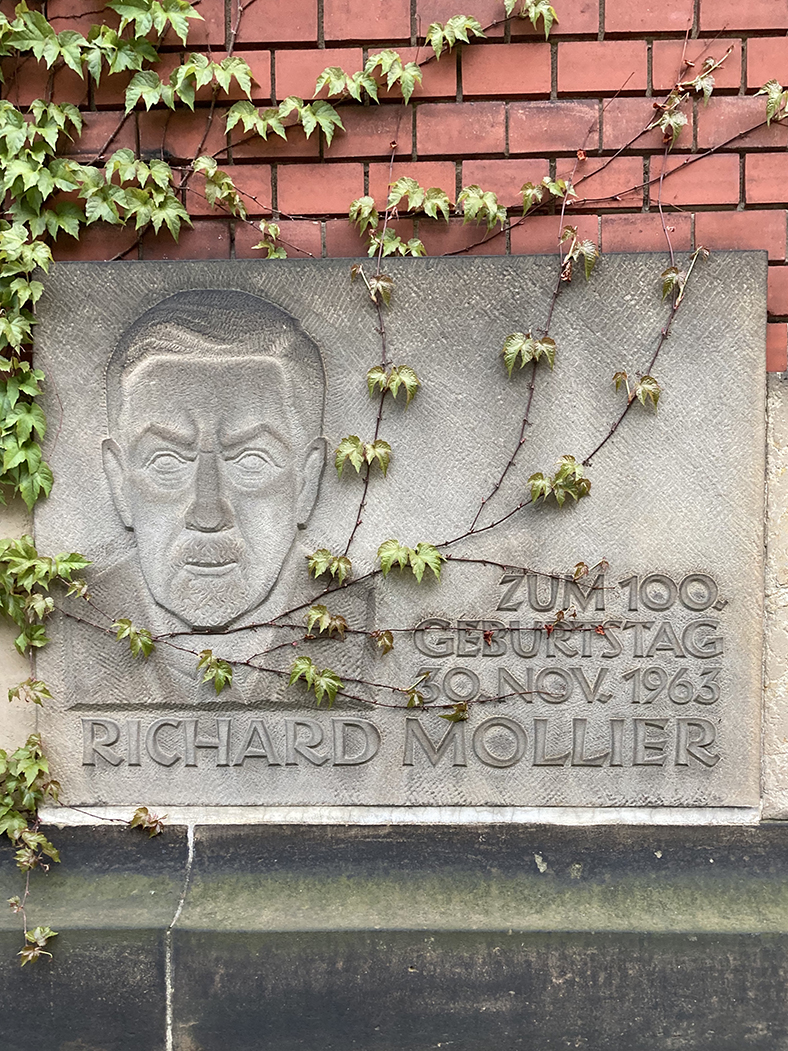 ZUM 100.
GEBURTSTAG
30. NOV. 1963
RICHARD MOLLIER